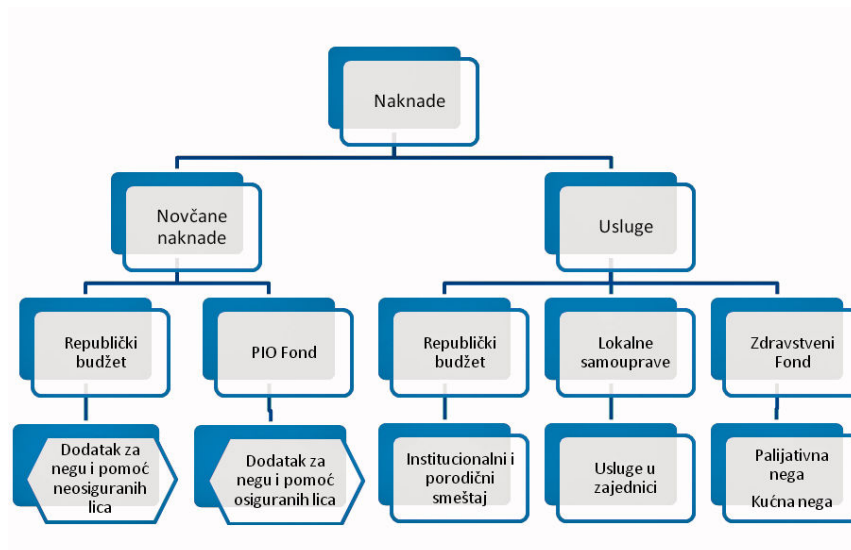 Naknade
Novčane
naknade
Usluge
Republički
budžet
PIO Fond
Republički
budžet
Lokalne
samouprave
Zdravstveni
Fond
Dodatak za
negu i pomoć
neosiguranih
lica
Dodatak za
negu i pomoć
osiguranih lica
Institucionalni i
porodični
smeštaj
Usluge u
zajednici
Palijativna
nega
Kućna nega